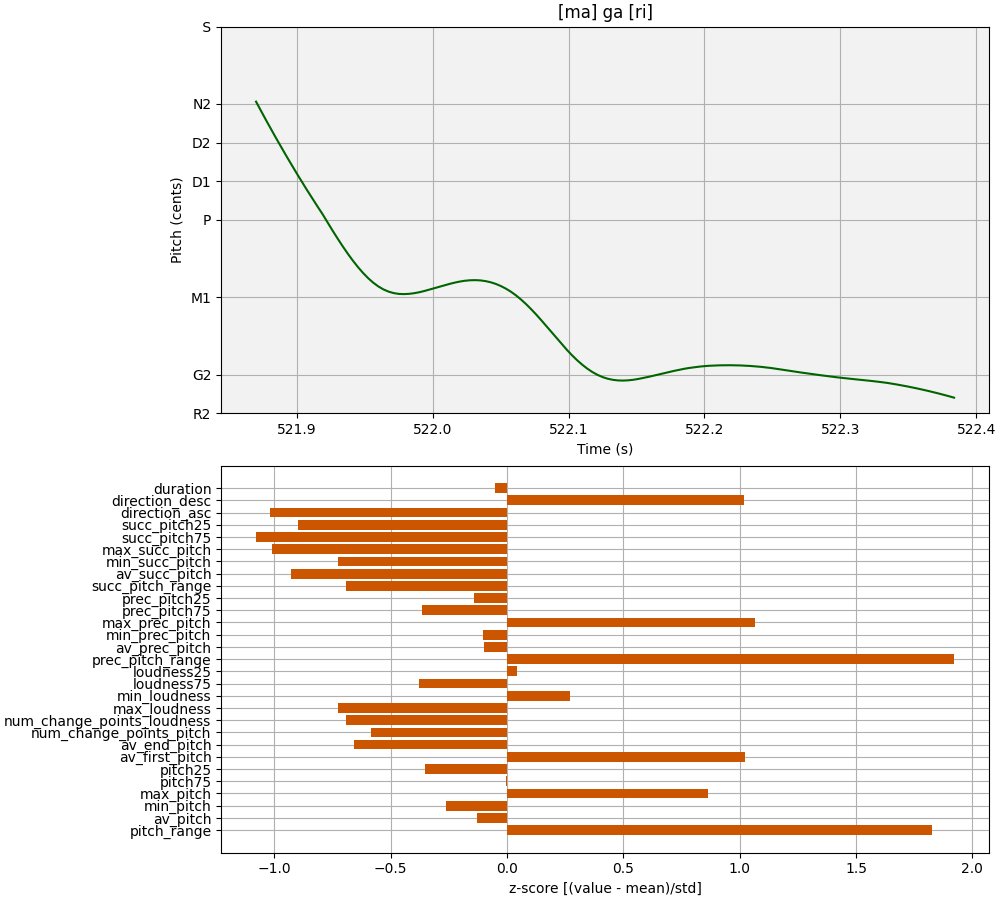 [ma] ga [ri]
S
N2
D2
D1
P
M1
G2
R2
Pitch (cents)
521.9 522.0 522.1 522.2 522.3 522.4
Time (s)
duration
direction_desc
direction_asc
succ_pitch25
succ_pitch75
max_succ_pitch
min_succ_pitch
av_succ_pitch
succ_pitch_range
prec_pitch25
prec_pitch75
max_prec_pitch
min_prec_pitch
av_prec_pitch
prec_pitch_range
loudness25
loudness75
min_loudness
max_loudness
num_change_points_loudness
num_change_points_pitch
av_end_pitch
av_first_pitch
pitch25
pitch75
max_pitch
min_pitch
av_pitch
pitch_range
−1.0 −0.5 0.0 0.5 1.0 1.5 2.0
z-score [(value - mean)/std]